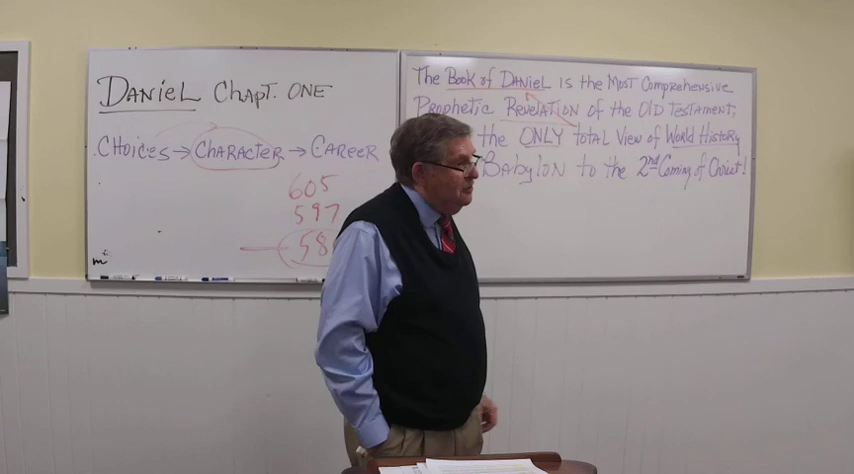 DANIEL CHAPT. ONE
CHOICES → CHARACTER → CAREER
605
597
58
m
The Book of DANIEL is the Most Comprehensive
Prophetic Revelation of the Old Testament,
the ONLY total View of World History
Babylon to the 2nd Coming of Christ!